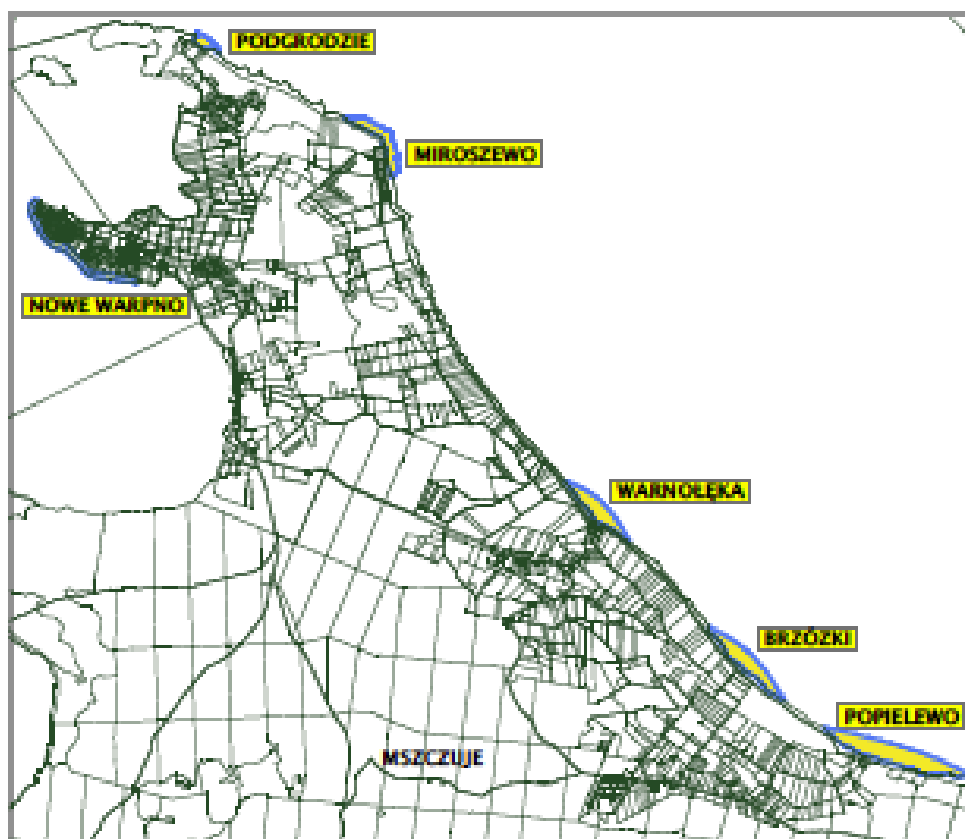 PODGRODZIE
MIROSZEWO
NOWE WARPNO
WARNOŁĘKA
BRZÓZKI
POPIELEWO
MSZCZUJE